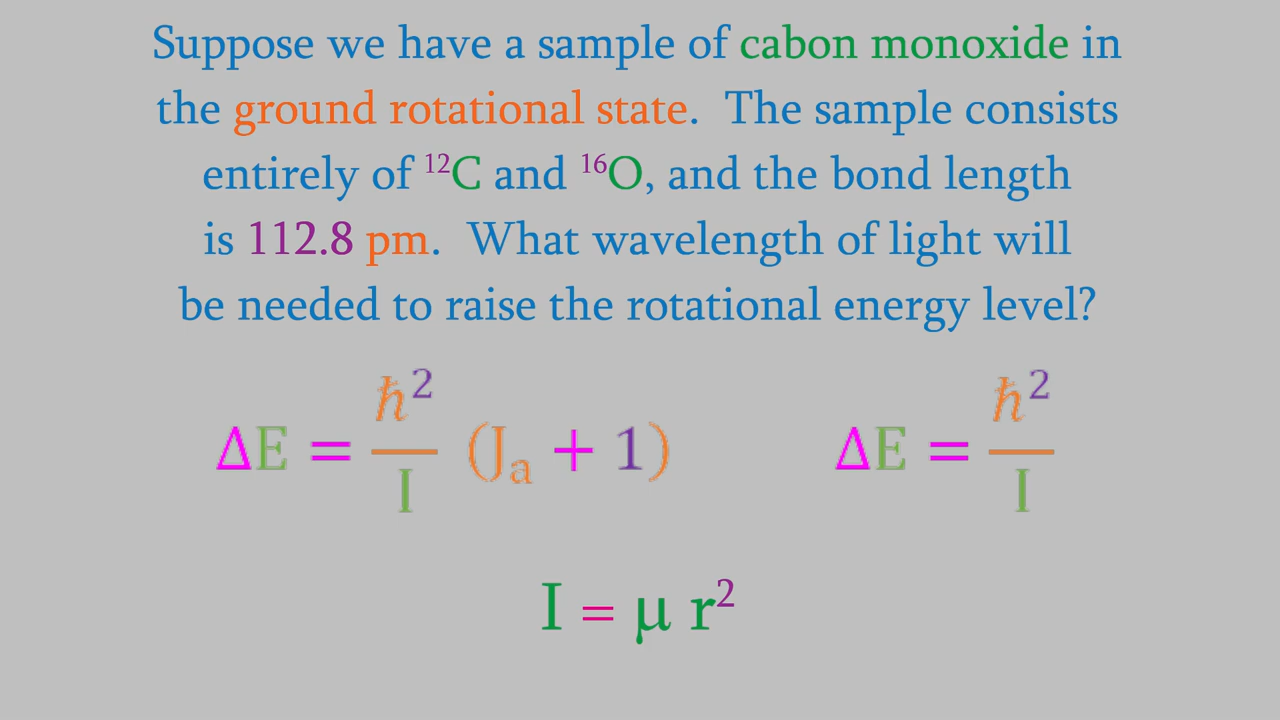 Suppose we have a sample of cabon monoxide in
the ground rotational state. The sample consists
entirely of ¹²C and ¹⁶O, and the bond length
is 112.8 pm. What wavelength of light will
be needed to raise the rotational energy level?
ΔE = ħ²/I (Jₐ + 1) ΔE = ħ²/I
I = μ r²